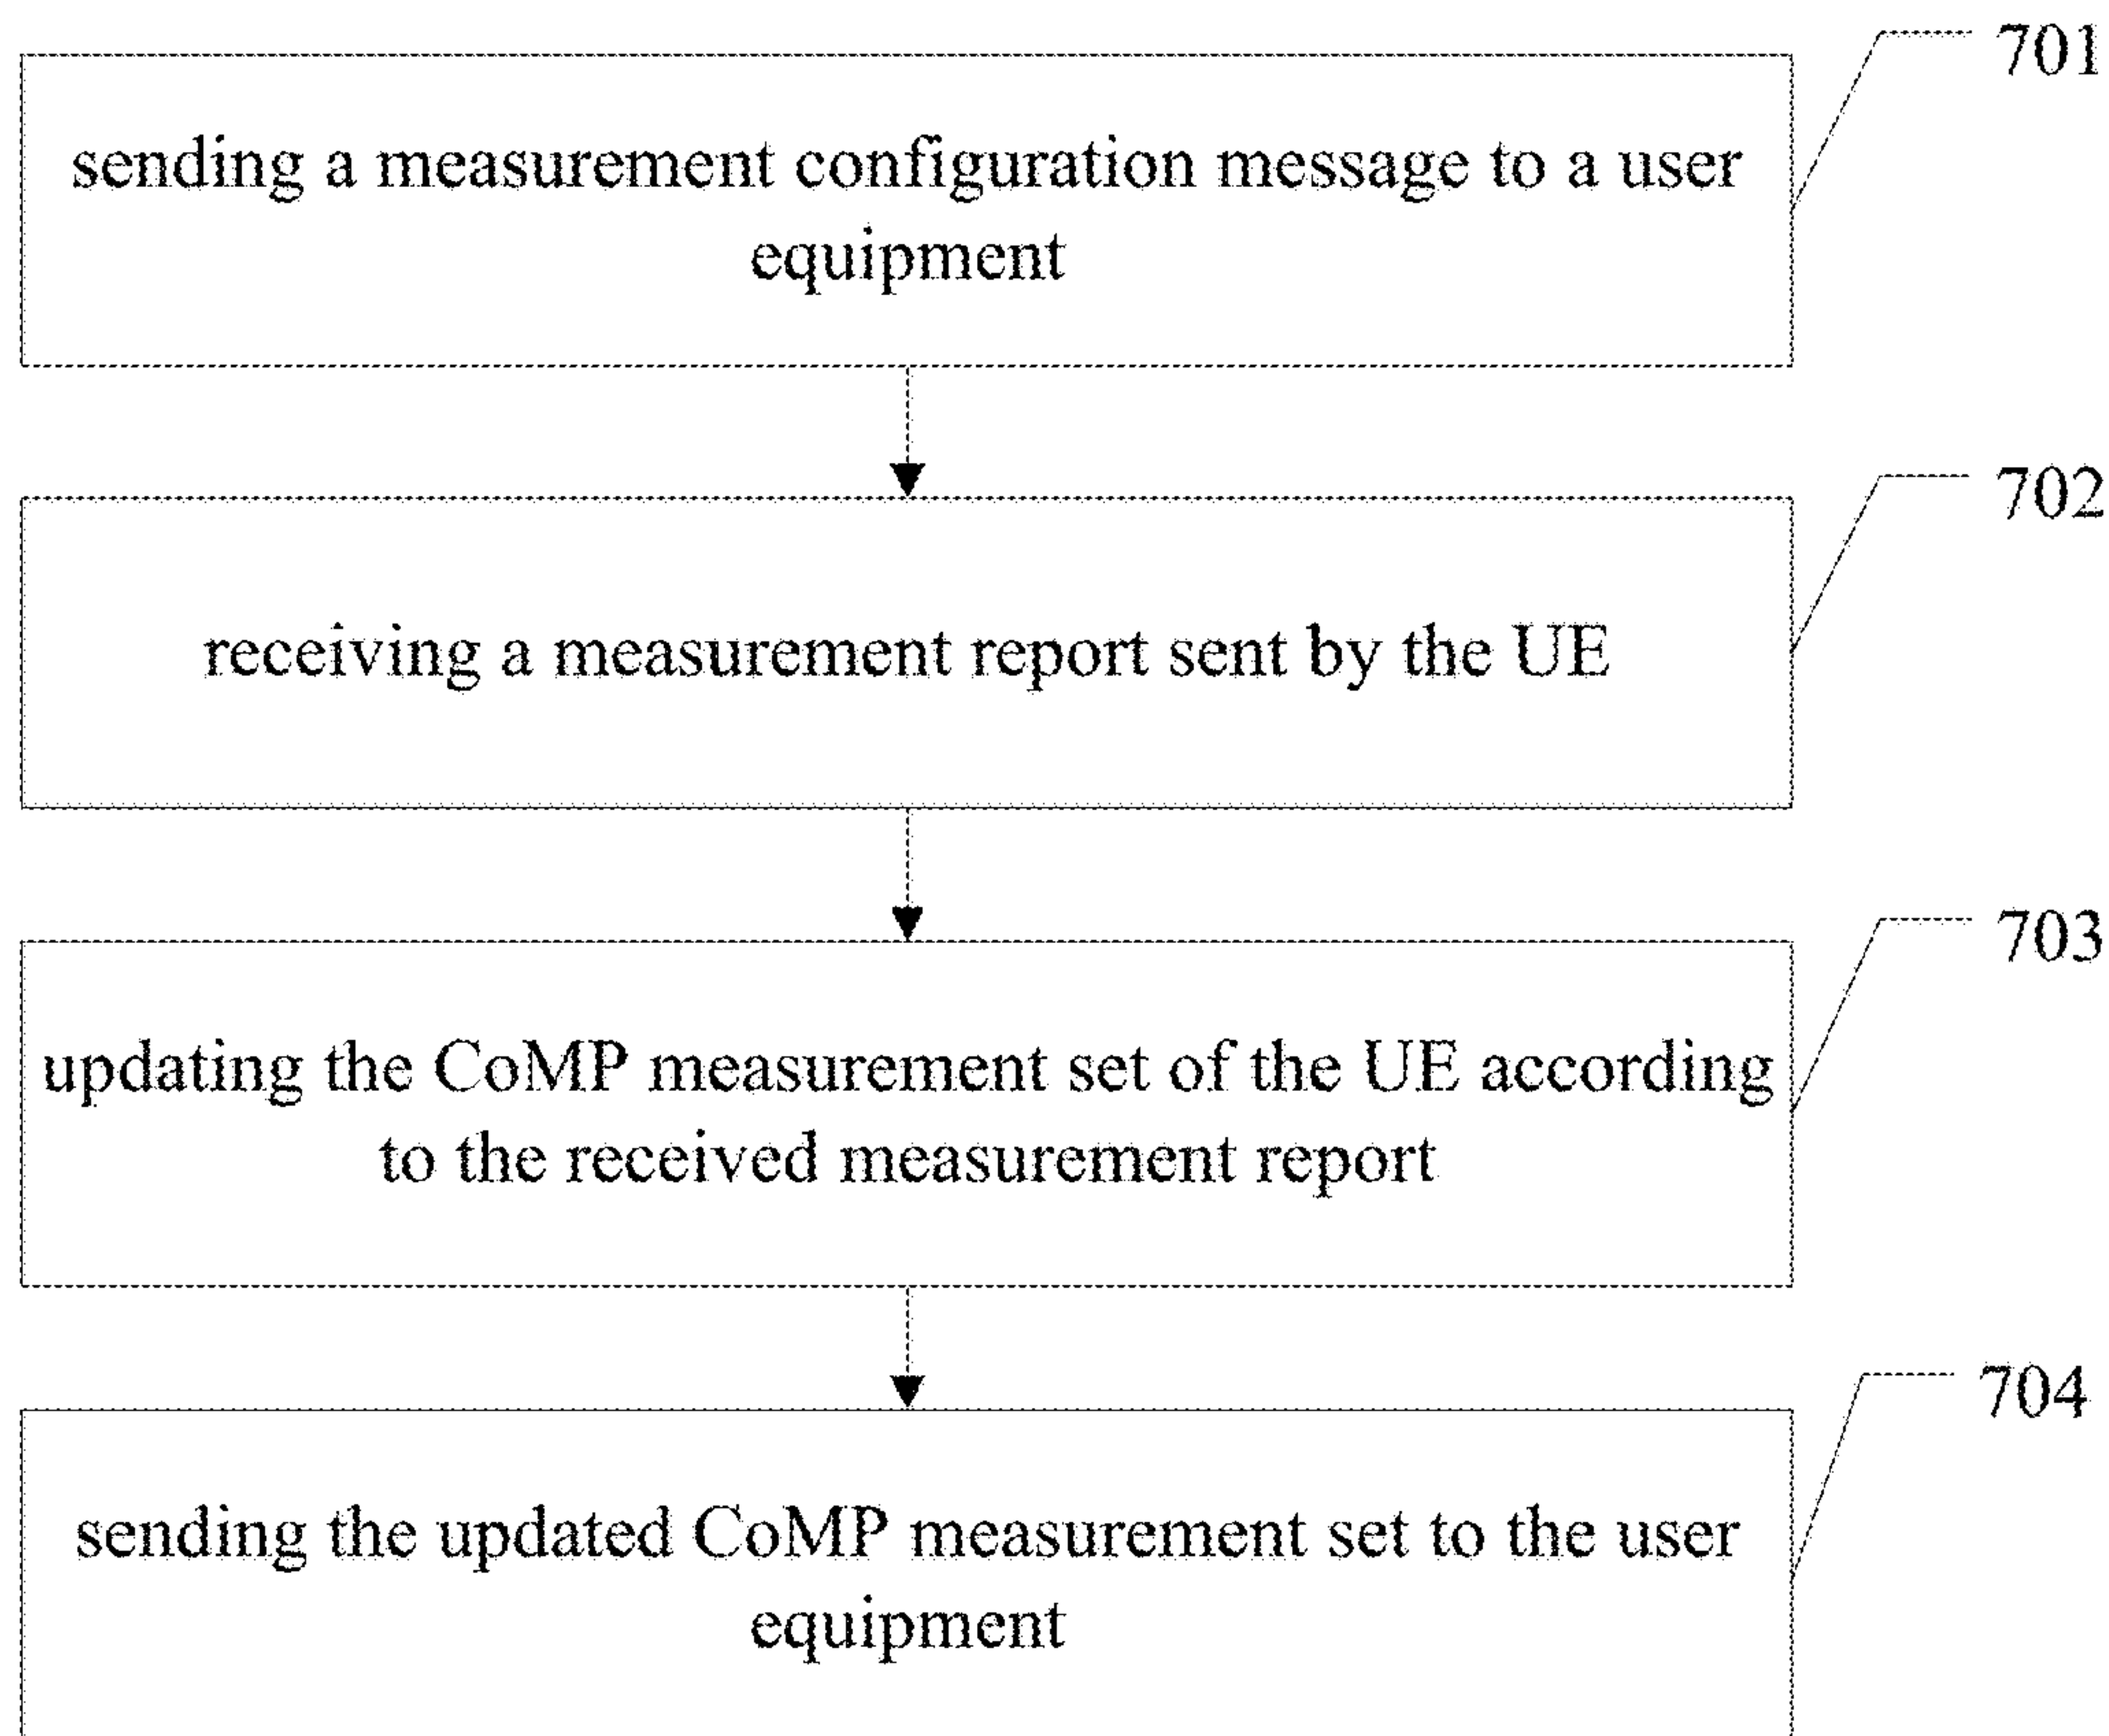 701
sending a measurement configuration message to a user
equipment
702
receiving a measurement report sent by the UE
703
updating the CoMP measurement set of the UE according
to the received measurement report
704
sending the updated CoMP measurement set to the user
equipment